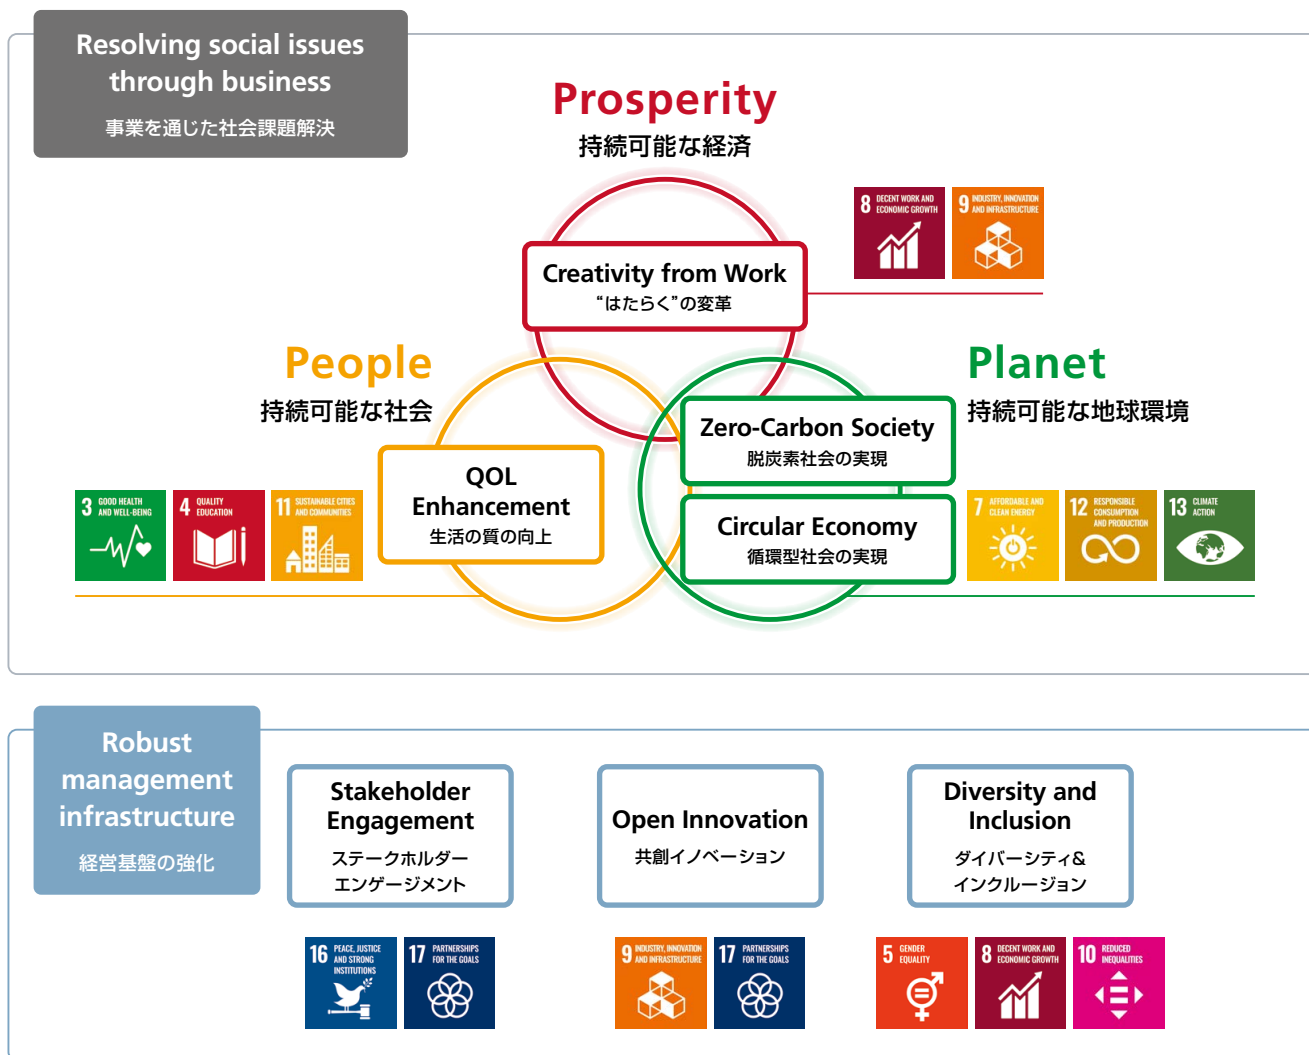 Resolving social issues
through business
事業を通じた社会課題解決
Prosperity
持続可能な経済
8 DECENT WORK AND
ECONOMIC GROWTH
9 INDUSTRY, INNOVATION
AND INFRASTRUCTURE
Creativity from Work
“はたらく”の変革
People
持続可能な社会
Planet
持続可能な地球環境
Zero-Carbon Society
脱炭素社会の実現
QOL
Enhancement
生活の質の向上
Circular Economy
循環型社会の実現
3 GOOD HEALTH
AND WELL-BEING
4 QUALITY
EDUCATION
11 SUSTAINABLE CITIES
AND COMMUNITIES
7 AFFORDABLE AND
CLEAN ENERGY
12 RESPONSIBLE
CONSUMPTION
AND PRODUCTION
13 CLIMATE
ACTION
Robust
management
infrastructure
経営基盤の強化
Stakeholder
Engagement
ステークホルダー
エンゲージメント
Open Innovation
共創イノベーション
Diversity and
Inclusion
ダイバーシティ&
インクルージョン
16 PEACE, JUSTICE
AND STRONG
INSTITUTIONS
17 PARTNERSHIPS
FOR THE GOALS
9 INDUSTRY, INNOVATION
AND INFRASTRUCTURE
17 PARTNERSHIPS
FOR THE GOALS
5 GENDER
EQUALITY
8 DECENT WORK AND
ECONOMIC GROWTH
10 REDUCED
INEQUALITIES